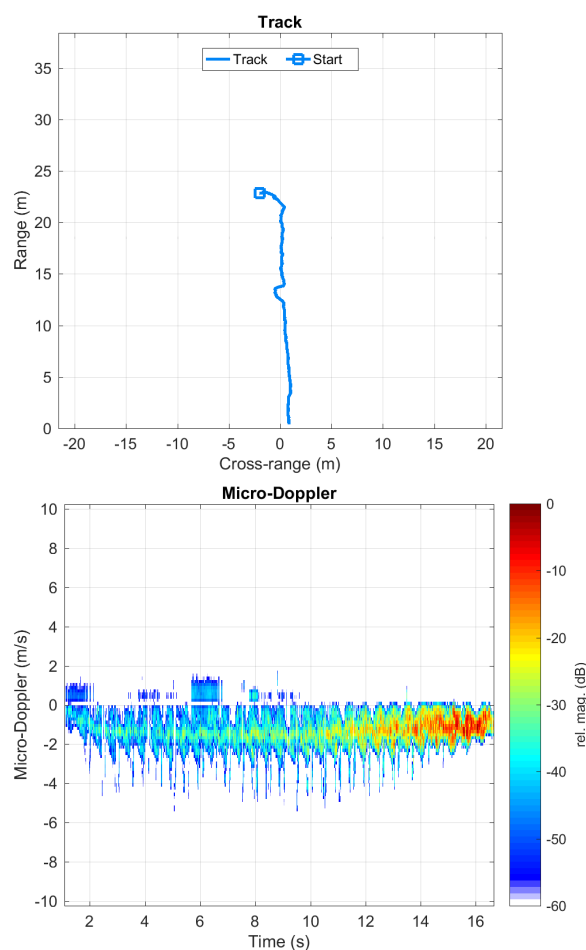 Track
Track Start
35
30
25
20
15
10
5
0
Range (m)
-20 -15 -10 -5 0 5 10 15 20
Cross-range (m)
Micro-Doppler
10
8
6
4
2
0
-2
-4
-6
-8
-10
Micro-Doppler (m/s)
2 4 6 8 10 12 14 16
Time (s)
0
-10
-20
-30
-40
-50
-60
rel. mag. (dB)